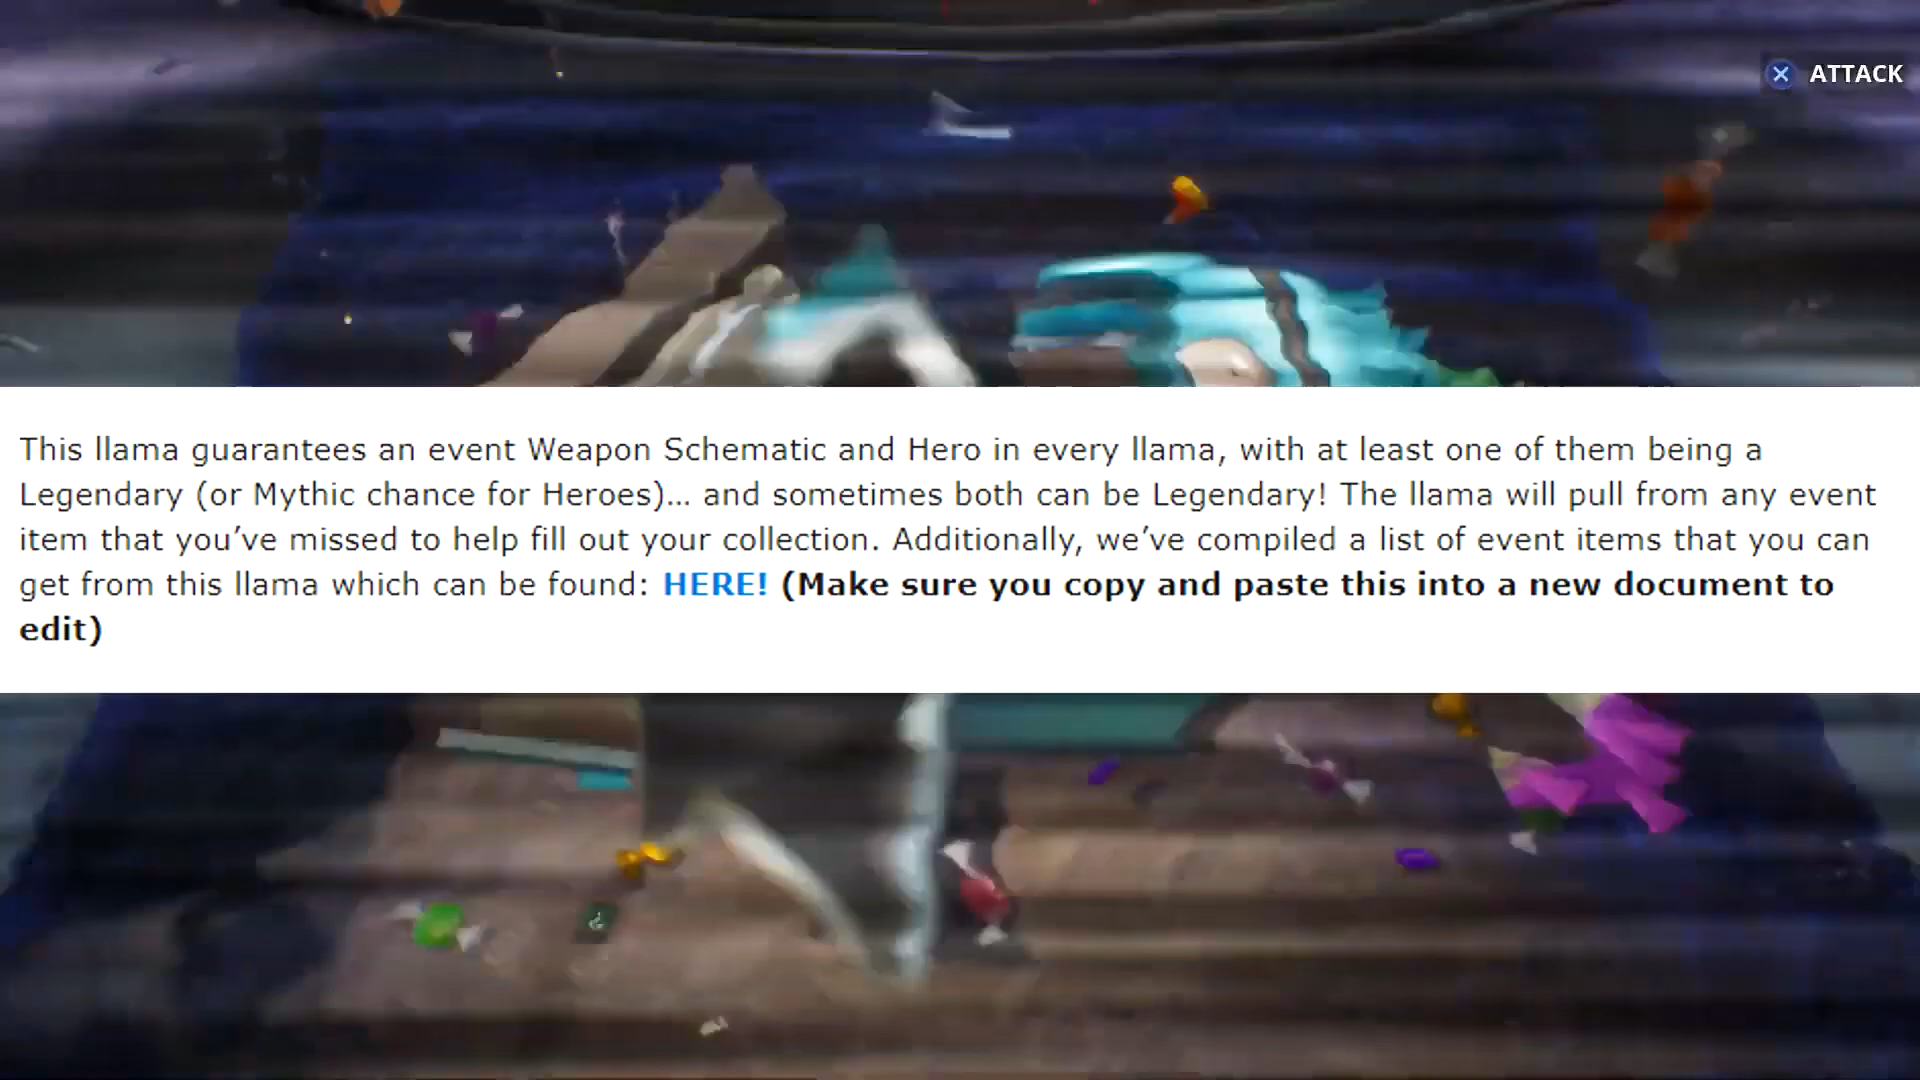 ATTACK
This llama guarantees an event Weapon Schematic and Hero in every llama, with at least one of them being a
Legendary (or Mythic chance for Heroes)… and sometimes both can be Legendary! The llama will pull from any event
item that you’ve missed to help fill out your collection. Additionally, we’ve compiled a list of event items that you can
get from this llama which can be found: HERE! (Make sure you copy and paste this into a new document to
edit)